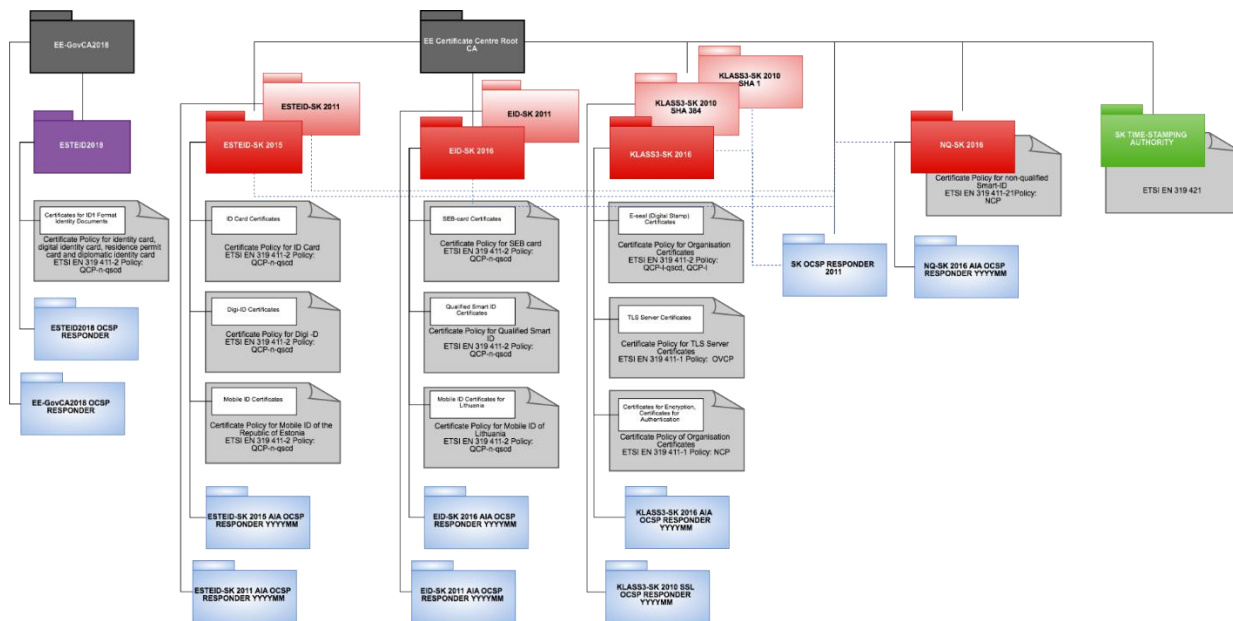 EE-GovCA2018
EE Certificate Centre Root
CA
ESTEID-SK 2011
EID-SK 2011
KLASS3-SK 2010
SHA 1
KLASS3-SK 2010
SHA 384
ESTEID2018
ESTEID-SK 2015
EID-SK 2016
KLASS3-SK 2016
NQ-SK 2016
SK TIME-STAMPING
AUTHORITY
Certificate Policy for non-qualified
Smart-ID
ETSI EN 319 411-21Policy:
NCP
ETSI EN 319 421
Certificates for ID1 Format
Identity Documents
Certificate Policy for identity card,
digital identity card, residence permit
card and diplomatic identity card
ETSI EN 319 411-2 Policy:
QCP-n-qscd
ID Card Certificates
Certificate Policy for ID Card
ETSI EN 319 411-2 Policy:
QCP-n-qscd
SEB-card Certificates
Certificate Policy for SEB card
ETSI EN 319 411-2 Policy:
QCP-n-qscd
E-seal (Digital Stamp)
Certificates
Certificate Policy for Organisation
Certificates
ETSI EN 319 411-2 Policy:
QCP-l-qscd, QCP-l
SK OCSP RESPONDER
2011
NQ-SK 2016 AIA OCSP
RESPONDER YYYYMM
ESTEID2018 OCSP
RESPONDER
Digi-ID Certificates
Certificate Policy for Digi -D
ETSI EN 319 411-2 Policy:
QCP-n-qscd
Qualified Smart ID
Certificates
Certificate Policy for Qualified Smart
ID
ETSI EN 319 411-2 Policy:
QCP-n-qscd
TLS Server Certificates
Certificate Policy for TLS Server
Certificates
ETSI EN 319 411-1 Policy: OVCP
EE-GovCA2018 OCSP
RESPONDER
Mobile ID Certificates
Certificate Policy for Mobile ID of the
Republic of Estonia
ETSI EN 319 411-2 Policy:
QCP-n-qscd
Mobile ID Certificates for
Lithuania
Certificate Policy for Mobile ID of
Lithuania
ETSI EN 319 411-2 Policy:
QCP-n-qscd
Certificates for Encryption,
Certificates for
Authentication
Certificate Policy of Organisation
Certificates
ETSI EN 319 411-1 Policy: NCP
ESTEID-SK 2015 AIA OCSP
RESPONDER YYYYMM
EID-SK 2016 AIA OCSP
RESPONDER YYYYMM
KLASS3-SK 2016 AIA
OCSP RESPONDER
YYYYMM
ESTEID-SK 2011 AIA OCSP
RESPONDER YYYYMM
EID-SK 2011 AIA OCSP
RESPONDER YYYYMM
KLASS3-SK 2010 SSL
OCSP RESPONDER
YYYYMM